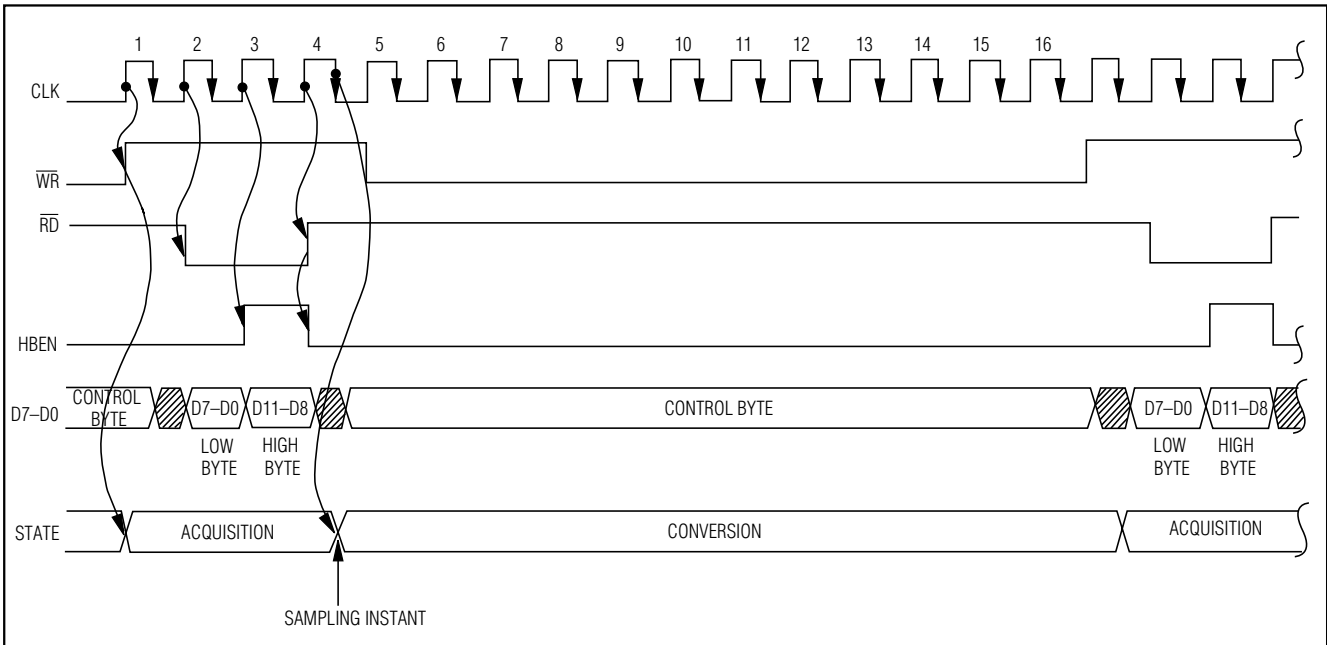 1 2 3 4 5 6 7 8 9 10 11 12 13 14 15 16
CLK
WR
RD
HBEN
D7–D0
CONTROL
BYTE
D7–D0
D11–D8
CONTROL BYTE
D7–D0
D11–D8
LOW
BYTE
HIGH
BYTE
LOW
BYTE
HIGH
BYTE
STATE
ACQUISITION
CONVERSION
ACQUISITION
SAMPLING INSTANT